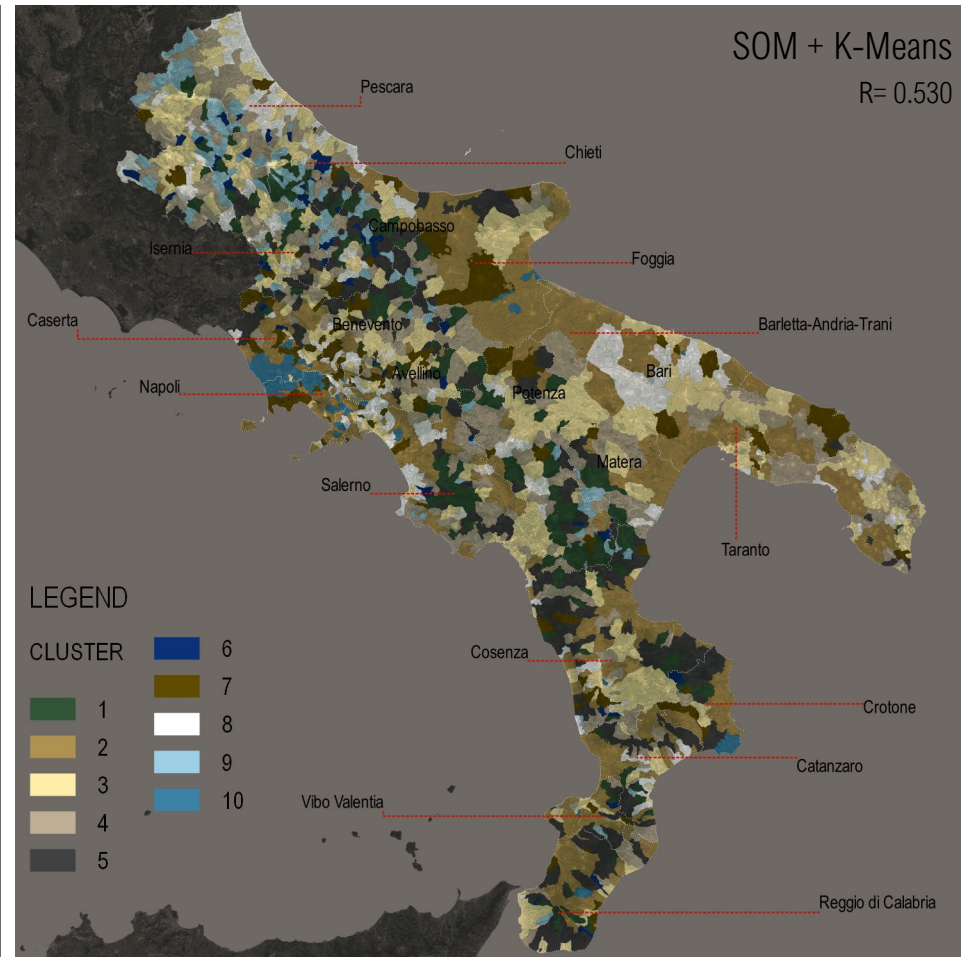 SOM + K-Means
R= 0.530
Pescara
Chieti
Campobasso
Isernia
Foggia
Caserta
Benevento
Barletta-Andria-Trani
Avellino
Bari
Napoli
Potenza
Matera
Salerno
Taranto
LEGEND
CLUSTER
1
2
3
4
5
6
7
8
9
10
Cosenza
Crotone
Catanzaro
Vibo Valentia
Reggio di Calabria